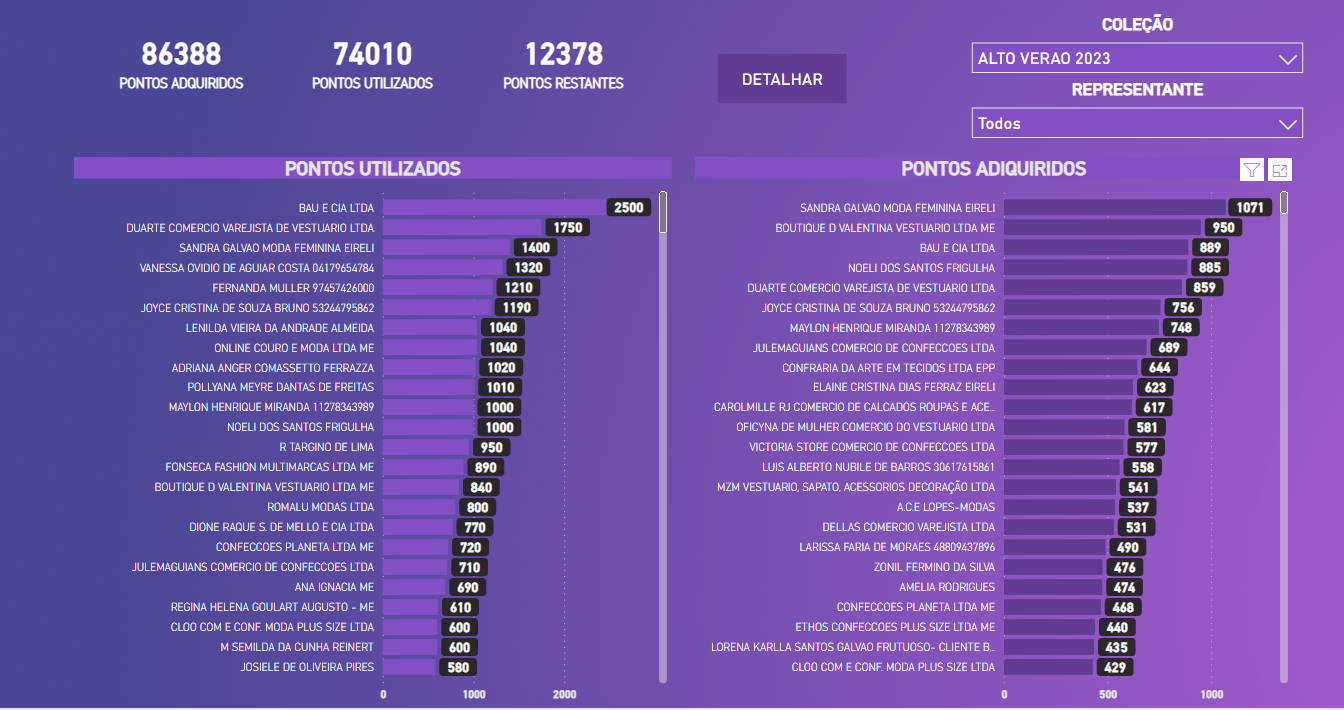 86388
PONTOS ADQUIRIDOS
74010
PONTOS UTILIZADOS
12378
PONTOS RESTANTES
DETALHAR
COLEÇÃO
ALTO VERAO 2023
REPRESENTANTE
Todos
PONTOS UTILIZADOS
BAU E CIA LTDA 2500
DUARTE COMERCIO VAREJISTA DE VESTUARIO LTDA 1750
SANDRA GALVAO MODA FEMININA EIRELI 1400
VANESSA OVIDIO DE AGUIAR COSTA 04179654784 1320
FERNANDA MULLER 97457426000 1210
JOYCE CRISTINA DE SOUZA BRUNO 53244795862 1190
LENILDA VIEIRA DA ANDRADE ALMEIDA 1040
ONLINE COURO E MODA LTDA ME 1040
ADRIANA ANGER COMASSETTO FERRAZZA 1020
POLLYANA MEYRE DANTAS DE FREITAS 1010
MAYLON HENRIQUE MIRANDA 11278343989 1000
NOELI DOS SANTOS FRIGULHA 1000
R TARGINO DE LIMA 950
FONSECA FASHION MULTIMARCAS LTDA ME 890
BOUTIQUE D VALENTINA VESTUARIO LTDA ME 840
ROMALU MODAS LTDA 800
DIONE RAQUE S. DE MELLO E CIA LTDA 770
CONFECCOES PLANETA LTDA ME 720
JULEMAGUIANS COMERCIO DE CONFECCOES LTDA 710
ANA IGNACIA ME 690
REGINA HELENA GOULART AUGUSTO - ME 610
CLOO COM E CONF. MODA PLUS SIZE LTDA 600
M SEMILDA DA CUNHA REINERT 600
JOSIELE DE OLIVEIRA PIRES 580
0 1000 2000
PONTOS ADIQUIRIDOS
SANDRA GALVAO MODA FEMININA EIRELI 1071
BOUTIQUE D VALENTINA VESTUARIO LTDA ME 950
BAU E CIA LTDA 889
NOELI DOS SANTOS FRIGULHA 885
DUARTE COMERCIO VAREJISTA DE VESTUARIO LTDA 859
JOYCE CRISTINA DE SOUZA BRUNO 53244795862 756
MAYLON HENRIQUE MIRANDA 11278343989 748
JULEMAGUIANS COMERCIO DE CONFECCOES LTDA 689
CONFRARIA DA ARTE EM TECIDOS LTDA EPP 644
ELAINE CRISTINA DIAS FERRAZ EIRELI 623
CAROLMILLE RJ COMERCIO DE CALCADOS ROUPAS E ACE... 617
OFICYNA DE MULHER COMERCIO DO VESTUARIO LTDA 581
VICTORIA STORE COMERCIO DE CONFECCOES LTDA 577
LUIS ALBERTO NUBILE DE BARROS 30617615861 558
MZM VESTUARIO, SAPATO, ACESSORIOS DECORAÇÃO LTDA 541
A.C.E LOPES-MODAS 537
DELLAS COMERCIO VAREJISTA LTDA 531
LARISSA FARIA DE MORAES 48809437896 490
ZONIL FERMINO DA SILVA 476
AMELIA RODRIGUES 474
CONFECCOES PLANETA LTDA ME 468
ETHOS CONFECCOES PLUS SIZE LTDA ME 440
LORENA KARLLA SANTOS GALVAO FRUTUOSO- CLIENTE B... 435
CLOO COM E CONF. MODA PLUS SIZE LTDA 429
0 500 1000